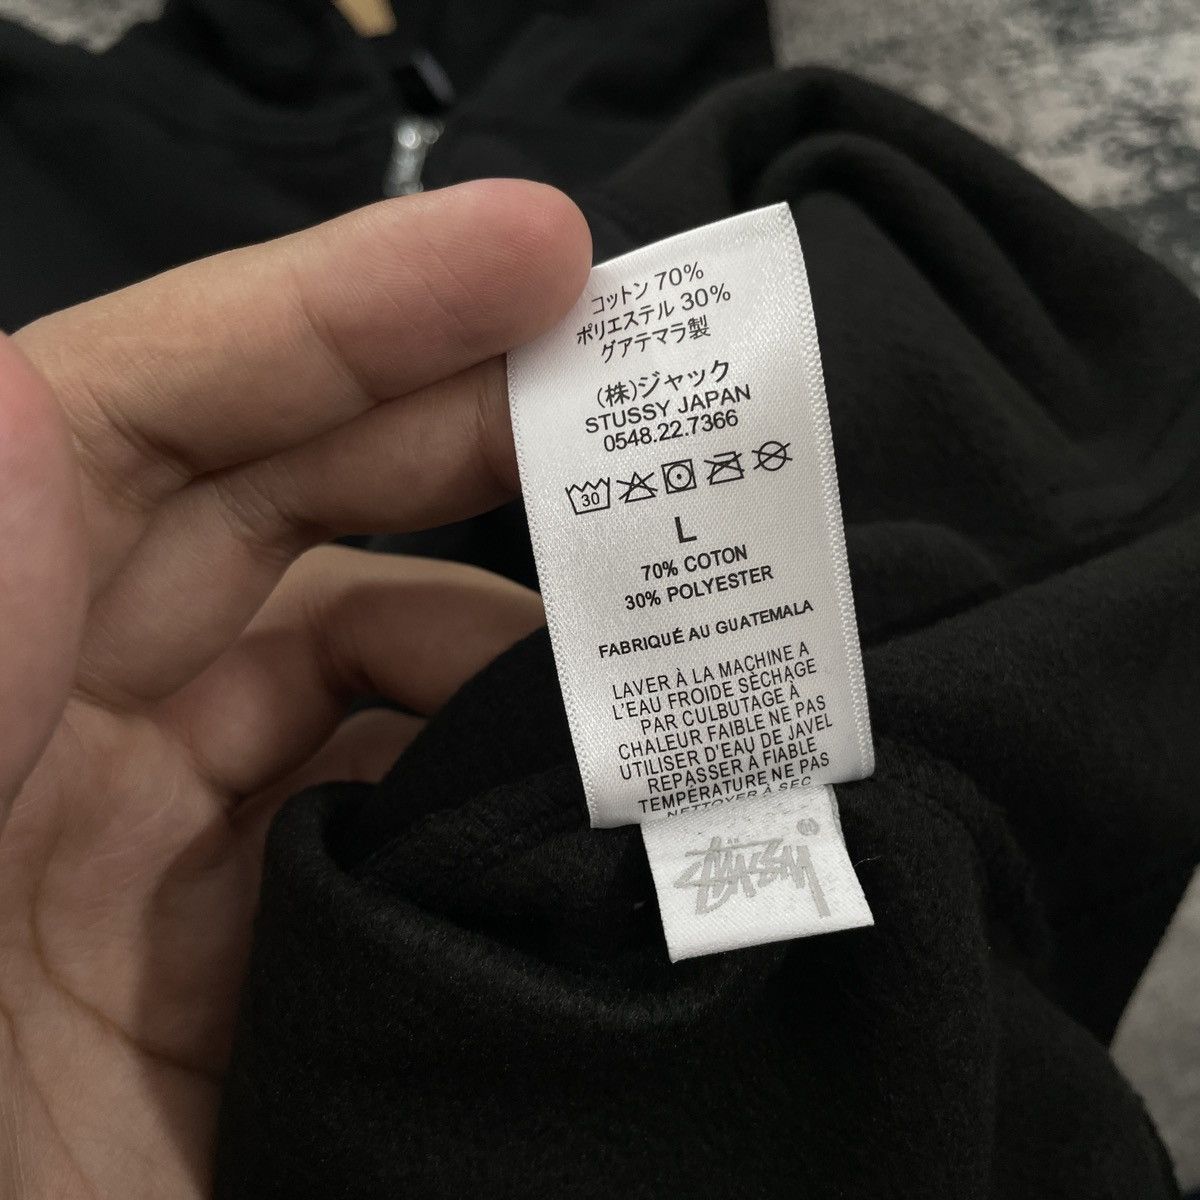 コットン 70%
ポリエステル 30%
グアテマラ製
(株)ジャック
STUSSY JAPAN
0548.22.7366
30
L
70% COTON
30% POLYESTER
FABRIQUÉ AU GUATEMALA
LAVER À LA MACHINE A
L'EAU FROIDE SÈCHAGE
PAR CULBUTAGE À
CHALEUR FAIBLE NE PAS
UTILISER D'EAU DE JAVEL
REPASSER À FIABLE
TEMPÉRATURE NE PAS
NETTOYER À SEC
Stüssy